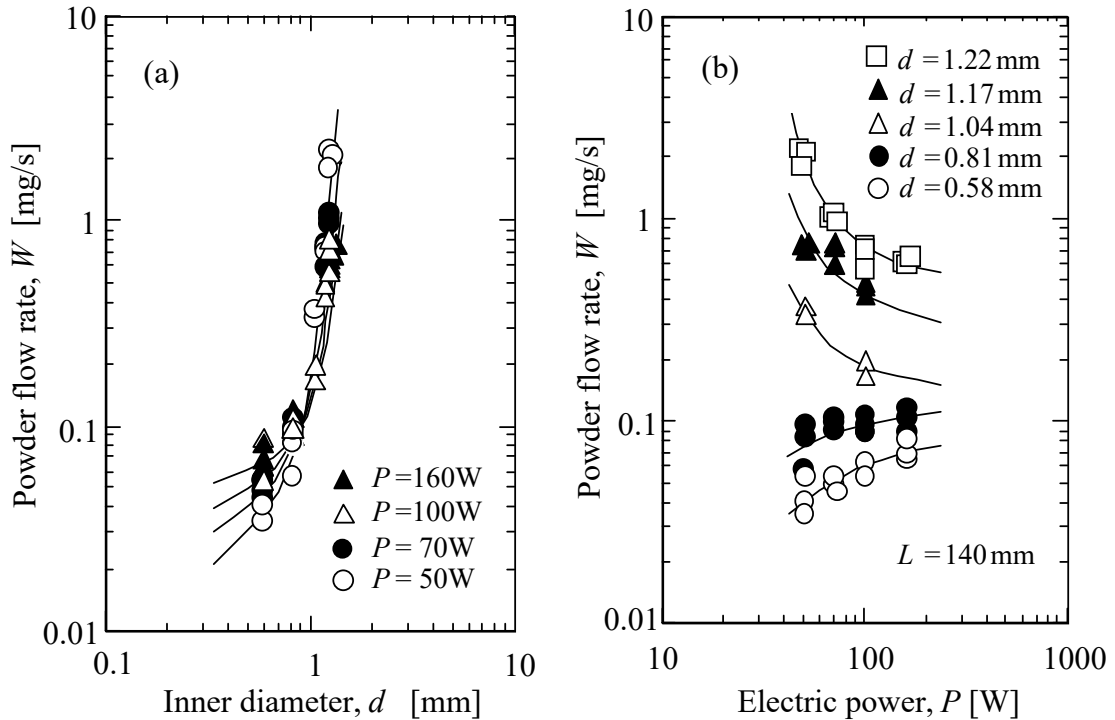 (a)
10
1
0.1
0.01
0.1
1
10
Powder flow rate, W [mg/s]
Inner diameter, d [mm]
P = 160W
P = 100W
P = 70W
P = 50W
(b)
10
1
0.1
0.01
10
100
1000
Powder flow rate, W [mg/s]
Electric power, P [W]
d = 1.22 mm
d = 1.17 mm
d = 1.04 mm
d = 0.81 mm
d = 0.58 mm
L = 140 mm